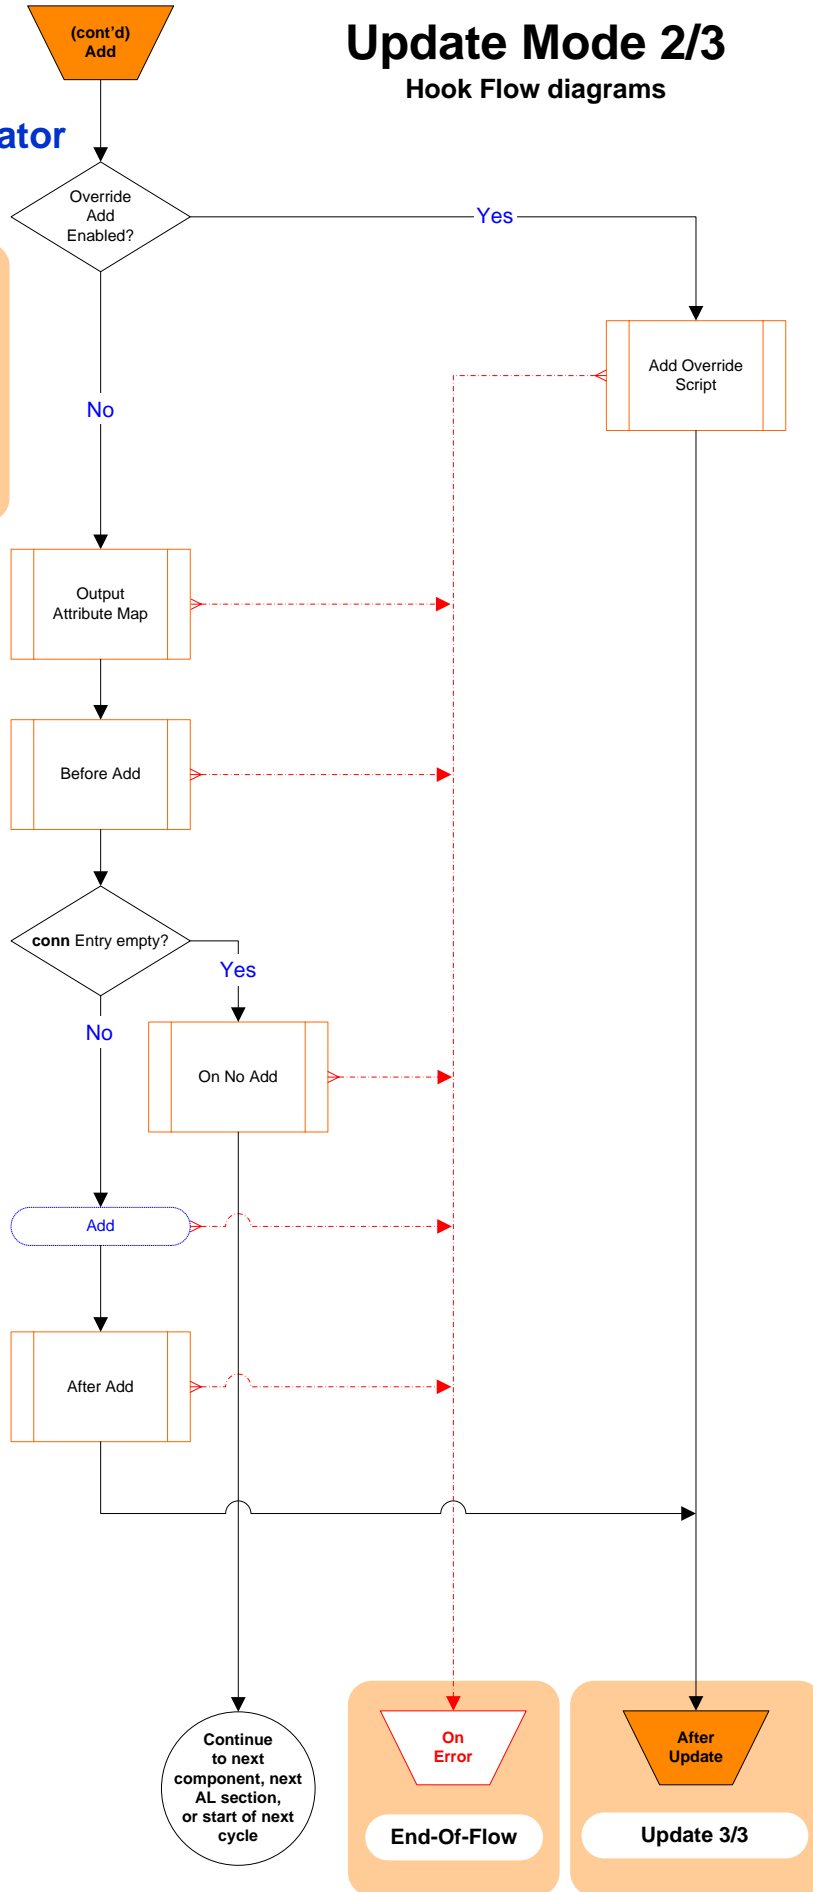 (cont'd)
Add
Update Mode 2/3
Hook Flow diagrams
ator
Override
Add
Enabled?
Yes
Add Override
Script
No
Output
Attribute Map
Before Add
conn Entry empty?
Yes
No
On No Add
Add
After Add
Continue
to next
component, next
AL section,
or start of next
cycle
On
Error
After
Update
End-Of-Flow
Update 3/3